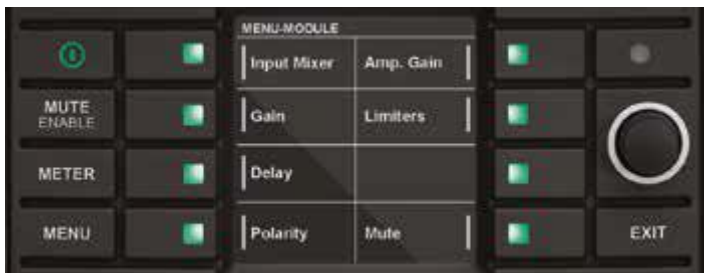 MENU-MODULE
Input Mixer
Amp. Gain
MUTE
ENABLE
Gain
Limiters
METER
Delay
MENU
Polarity
Mute
EXIT